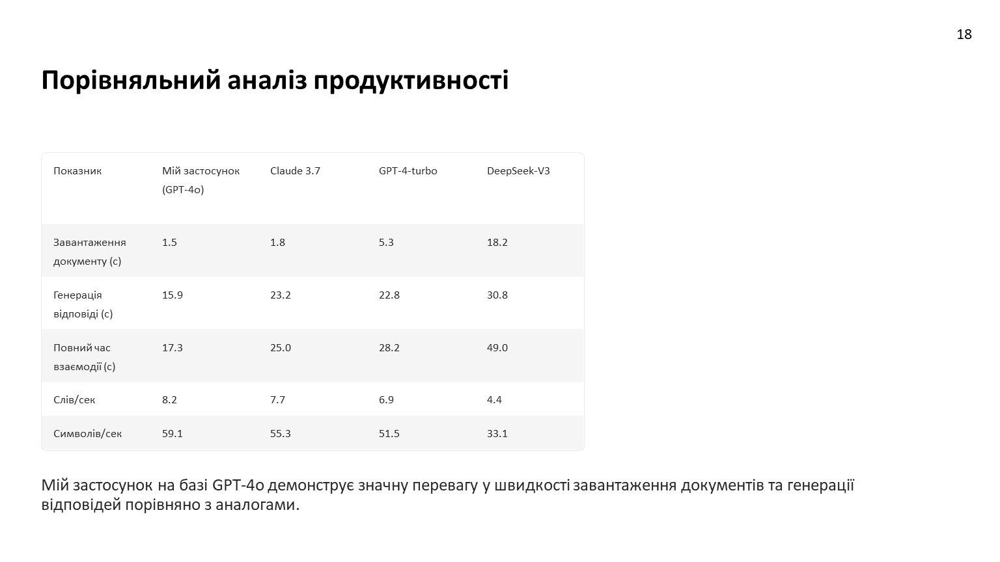 18
Порівняльний аналіз продуктивності
Показник Мій застосунок Claude 3.7 GPT-4-turbo DeepSeek-V3
(GPT-4o)
Завантаження 1.5 1.8 5.3 18.2
документу (с)
Генерація 15.9 23.2 22.8 30.8
відповіді (с)
Повний час 17.3 25.0 28.2 49.0
взаємодії (с)
Слів/сек 8.2 7.7 6.9 4.4
Символів/сек 59.1 55.3 51.5 33.1
Мій застосунок на базі GPT-4o демонструє значну перевагу у швидкості завантаження документів та генерації
відповідей порівняно з аналогами.